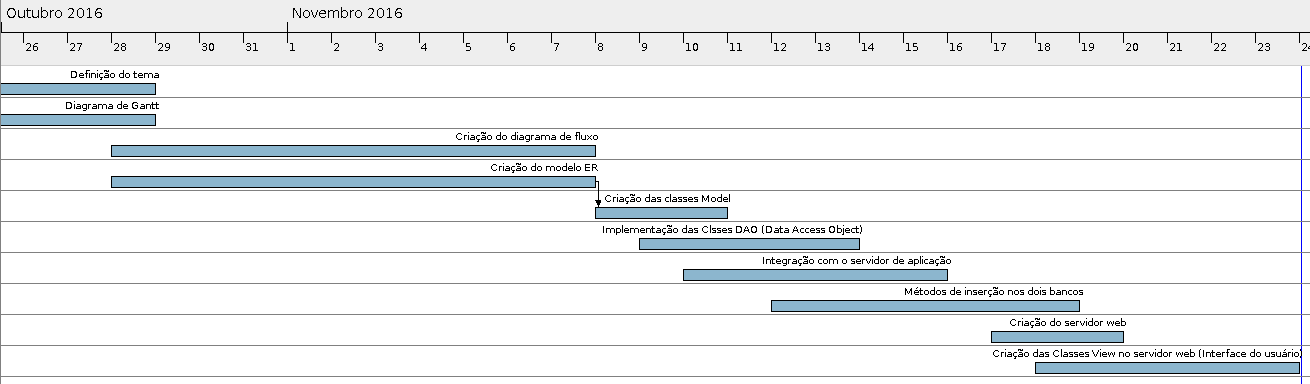 Outubro 2016 Novembro 2016
26 27 28 29 30 31 1 2 3 4 5 6 7 8 9 10 11 12 13 14 15 16 17 18 19 20 21 22 23 24
Definição do tema
Diagrama de Gantt
Criação do diagrama de fluxo
Criação do modelo ER
Criação das classes Model
Implementação das Clsses DAO (Data Access Object)
Integração com o servidor de aplicação
Métodos de inserção nos dois bancos
Criação do servidor web
Criação das Classes View no servidor web (Interface do usuário)